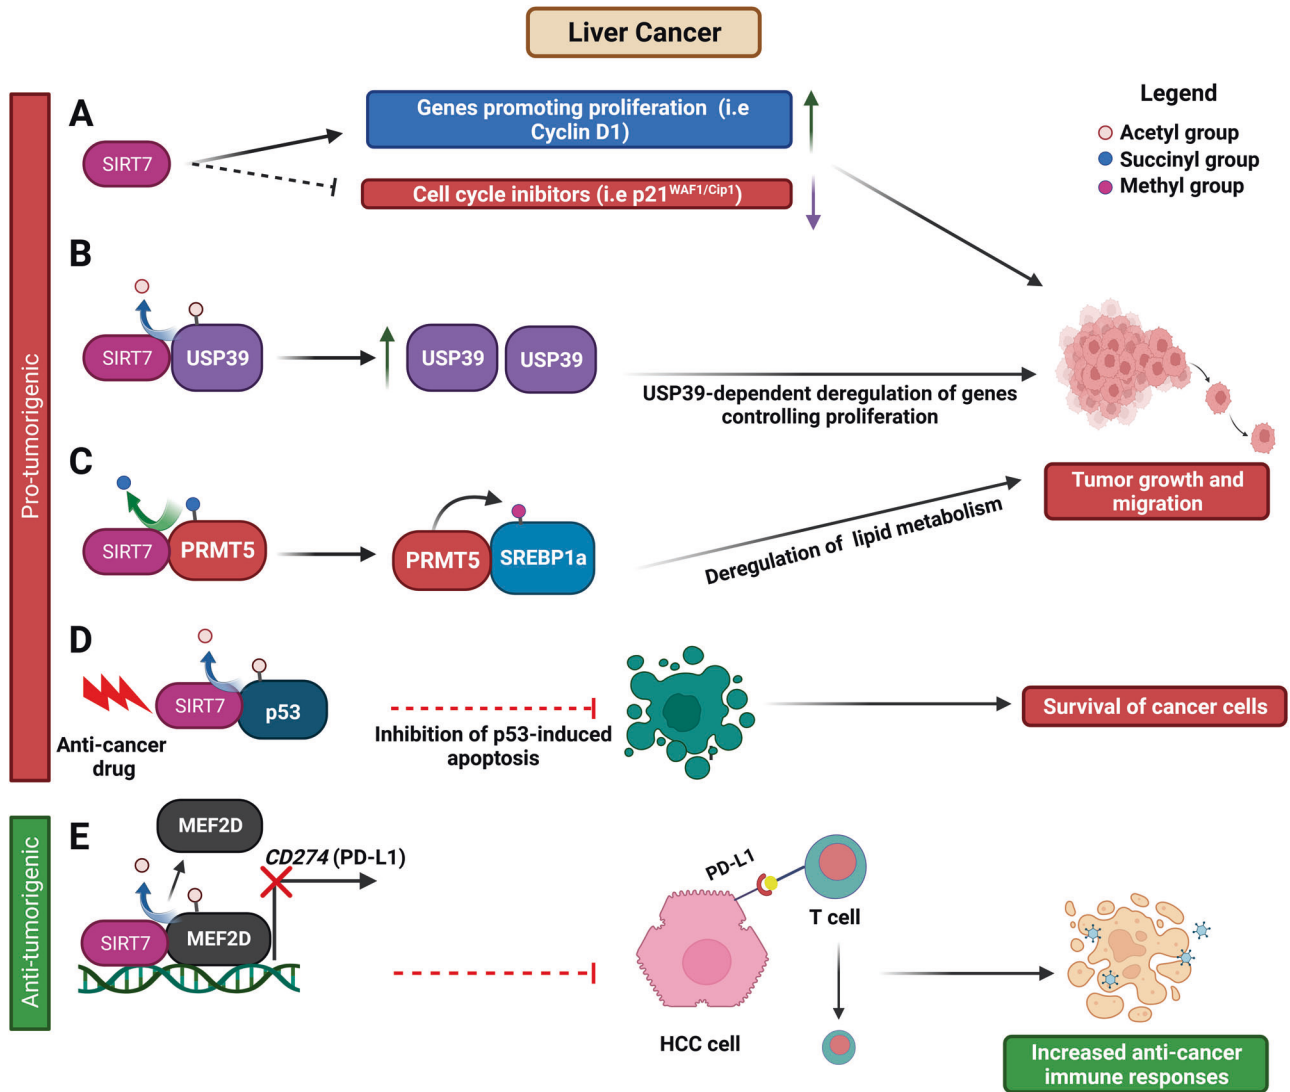 Liver Cancer
Pro-tumorigenic
A
SIRT7
Genes promoting proliferation (i.e
Cyclin D1)
Cell cycle inibitors (i.e p21WAF1/Cip1)
Legend
Acetyl group
Succinyl group
Methyl group
B
SIRT7
USP39
USP39
USP39
USP39-dependent deregulation of genes
controlling proliferation
Tumor growth and
migration
C
SIRT7
PRMT5
PRMT5
SREBP1a
Deregulation of lipid metabolism
D
Anti-cancer
drug
SIRT7
p53
Inhibition of p53-induced
apoptosis
Survival of cancer cells
Anti-tumorigenic
E
MEF2D
CD274 (PD-L1)
SIRT7
MEF2D
PD-L1
T cell
HCC cell
Increased anti-cancer
immune responses